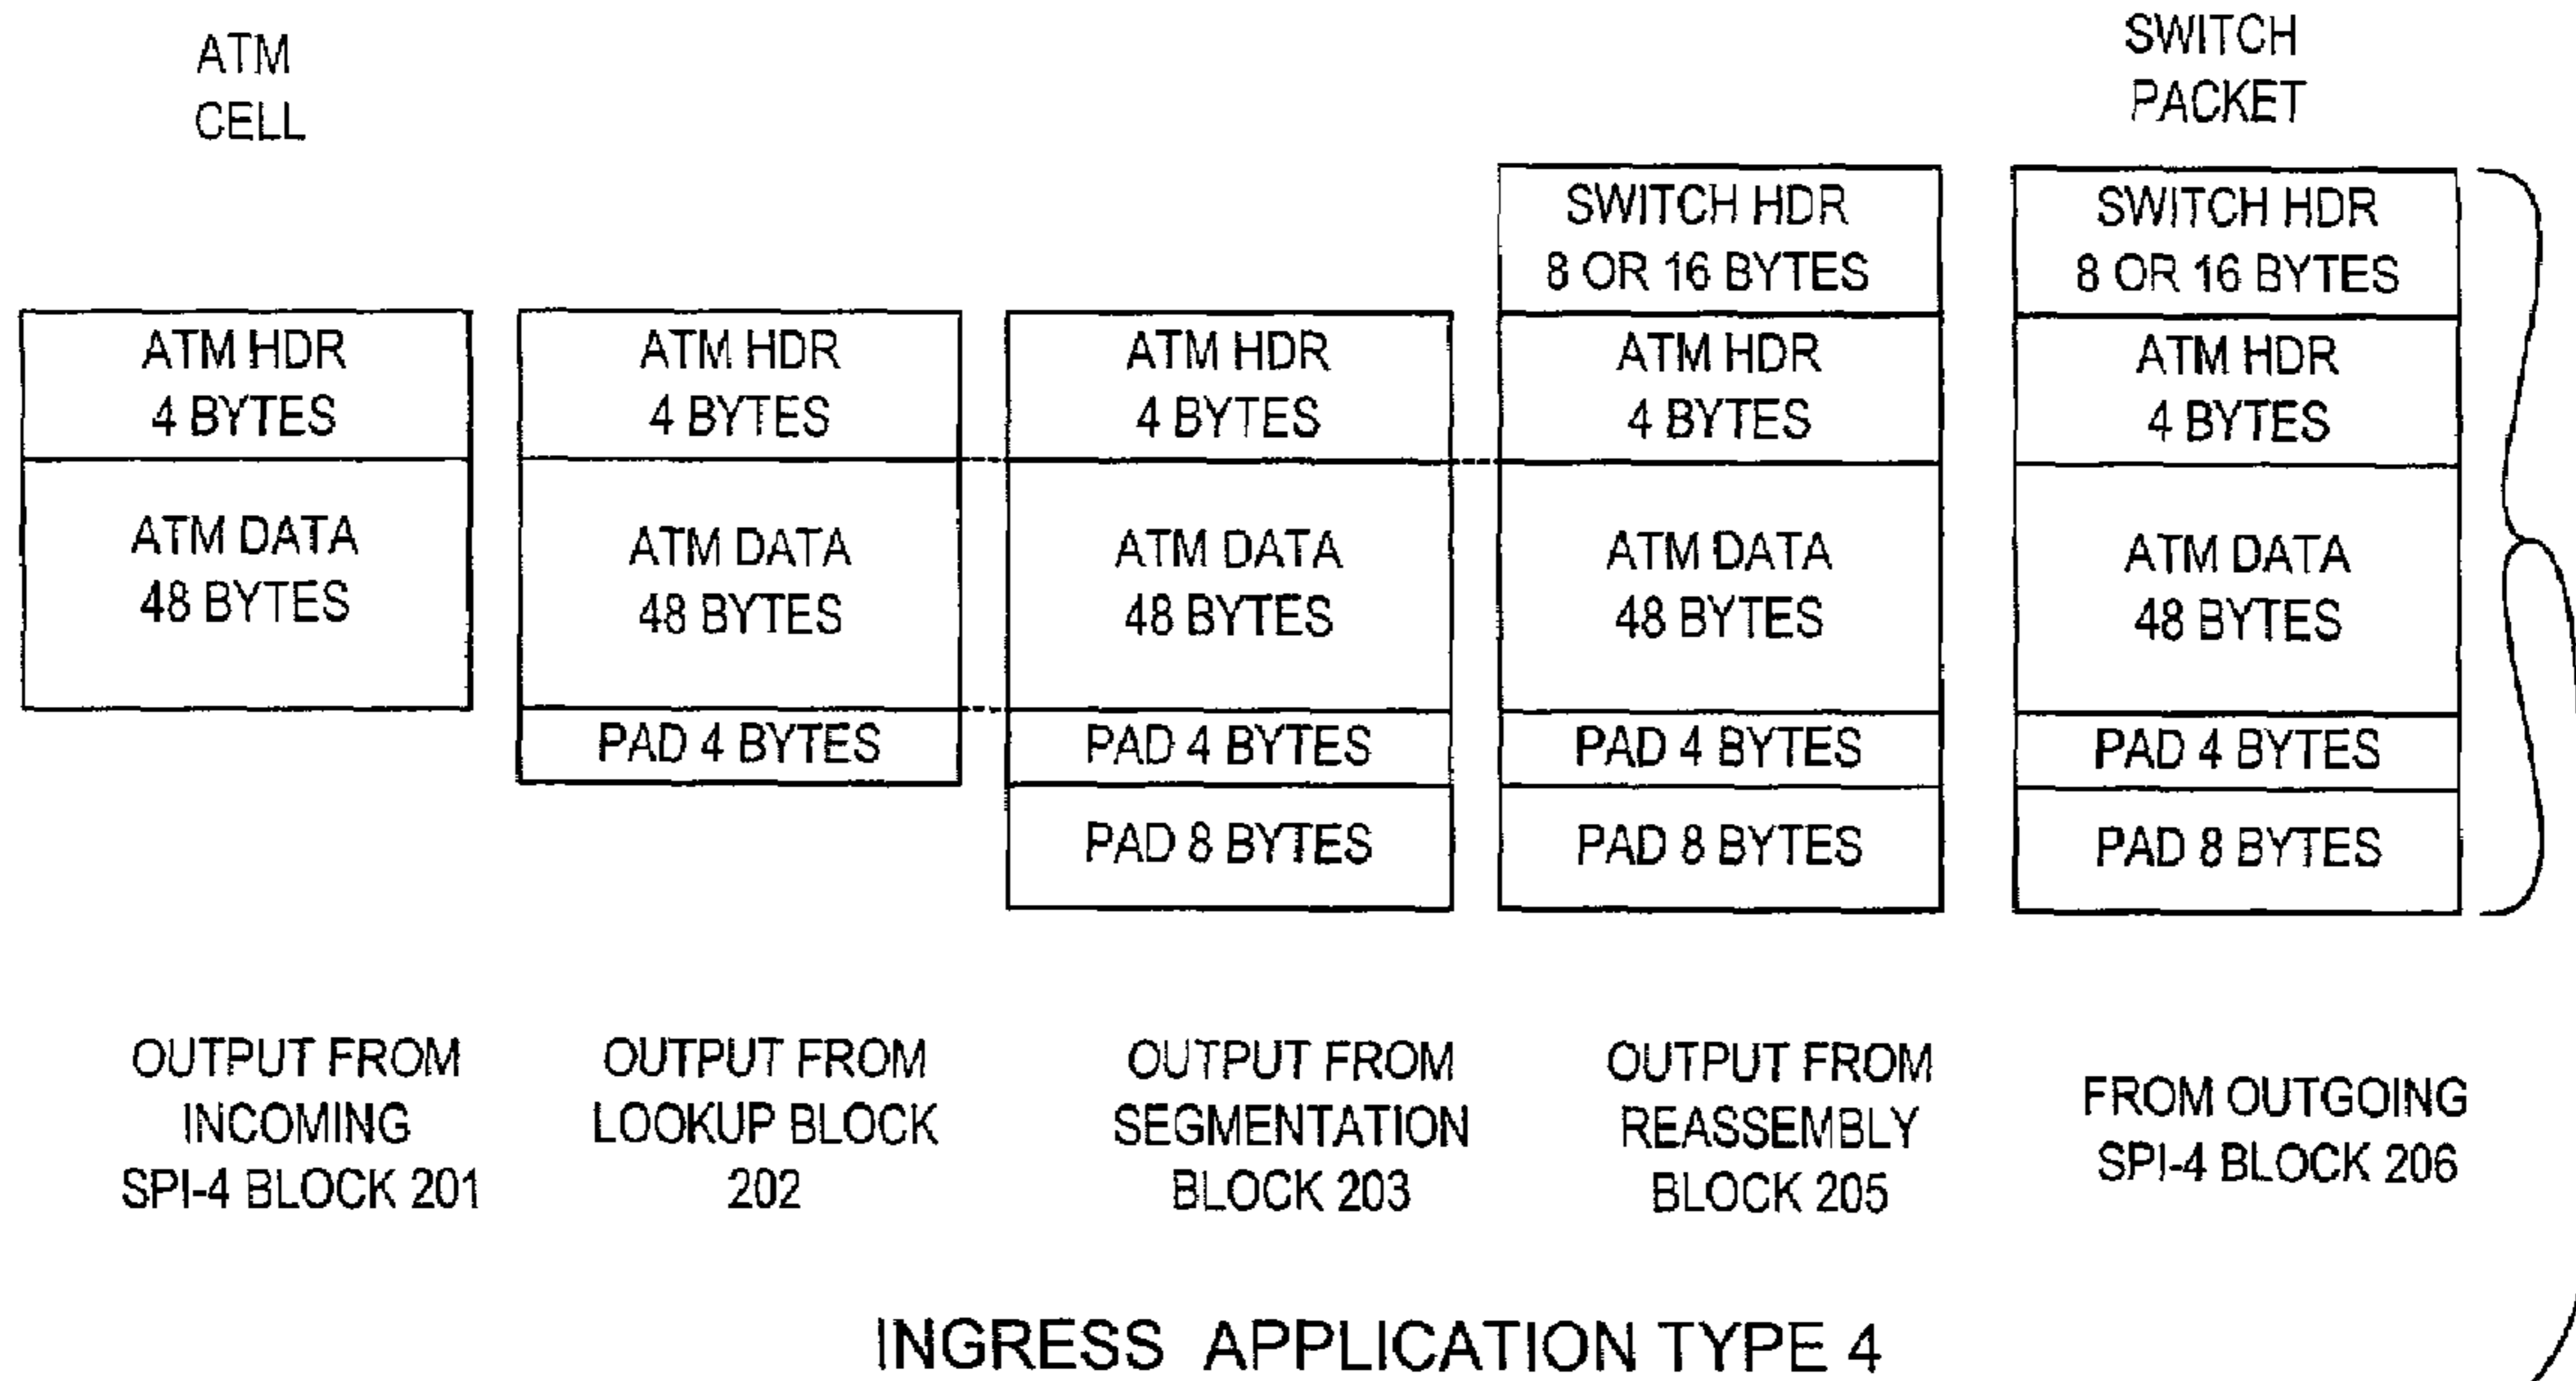 ATM
CELL
SWITCH
PACKET
ATM HDR
4 BYTES
ATM DATA
48 BYTES
ATM HDR
4 BYTES
ATM DATA
48 BYTES
PAD 4 BYTES
ATM HDR
4 BYTES
ATM DATA
48 BYTES
PAD 4 BYTES
PAD 8 BYTES
SWITCH HDR
8 OR 16 BYTES
ATM HDR
4 BYTES
ATM DATA
48 BYTES
PAD 4 BYTES
PAD 8 BYTES
SWITCH HDR
8 OR 16 BYTES
ATM HDR
4 BYTES
ATM DATA
48 BYTES
PAD 4 BYTES
PAD 8 BYTES
OUTPUT FROM
INCOMING
SPI-4 BLOCK 201
OUTPUT FROM
LOOKUP BLOCK
202
OUTPUT FROM
SEGMENTATION
BLOCK 203
OUTPUT FROM
REASSEMBLY
BLOCK 205
FROM OUTGOING
SPI-4 BLOCK 206
INGRESS APPLICATION TYPE 4